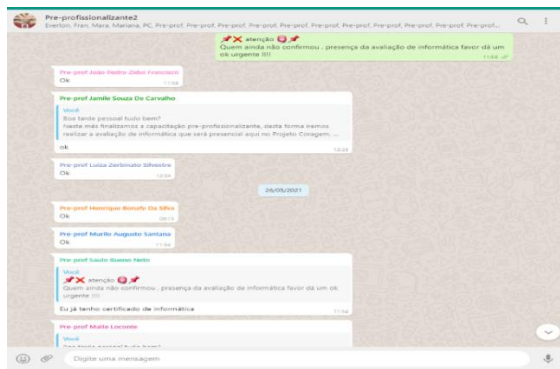 Pre-profissionalizante2
Everton, Fran, Mara, Mariana, PC, Pre-prof, Pre-prof, Pre-prof, Pre-prof, Pre-prof, Pre-prof, Pre-prof, Pre-prof, Pre-prof, Pre-prof...
atenção
Quem ainda não confirmou , presença da avaliação de informática favor dá um
ok urgente !!!!
Pre-prof João Pedro Zebio Francisco
Ok
Pre-prof Jamile Souza De Carvalho
Você
Boa tarde pessoal tudo bem?
Neste mês finalizamos a capacitação pre-profissionalizante, desta forma iremos
realizar a avaliação de informática que será presencial aqui no Projeto Coragem. ...
ok
Pre-prof Luiza Zerbinato Silvestre
Ok
26/05/2021
Pre-prof Henrique Bonafe Da Silva
Ok
Pre-prof Murilo Augusto Santana
Ok
Pre-prof Saulo Bueno Neto
Você
atenção
Quem ainda não confirmou , presença da avaliação de informática favor dá um ok
urgente !!!!
Eu já tenho certificado de informática
Pre-prof Maite Loconte
Você
Boa tarde pessoal tudo bem?
Digite uma mensagem